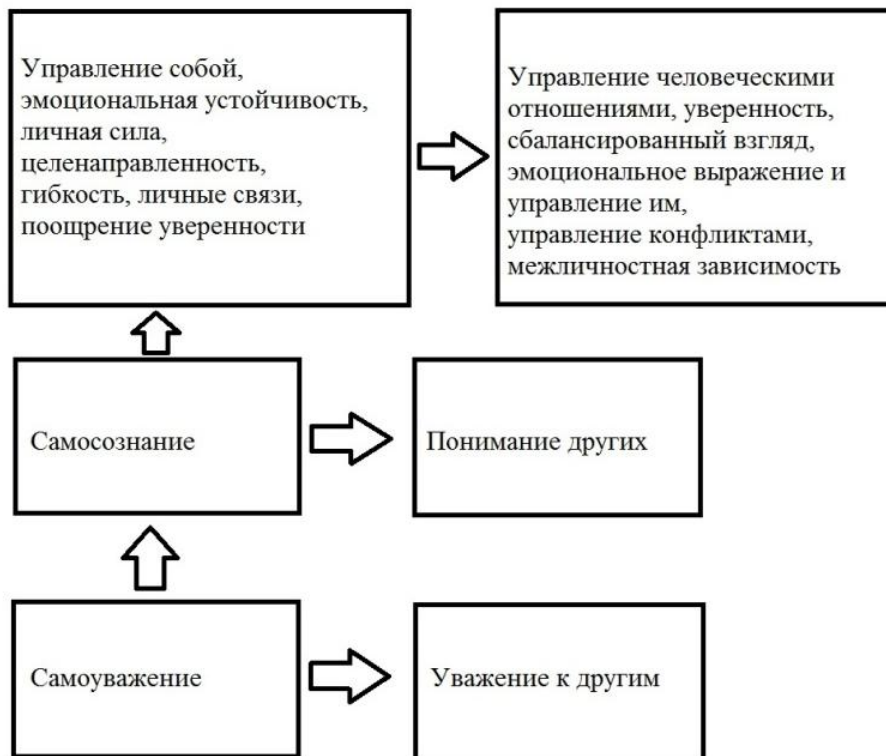 Управление собой,
эмоциональная устойчивость,
личная сила,
целенаправленность,
гибкость, личные связи,
поощрение уверенности
Управление человеческими
отношениями, уверенность,
сбалансированный взгляд,
эмоциональное выражение и
управление им,
управление конфликтами,
межличностная зависимость
Самосознание
Понимание других
Самоуважение
Уважение к другим